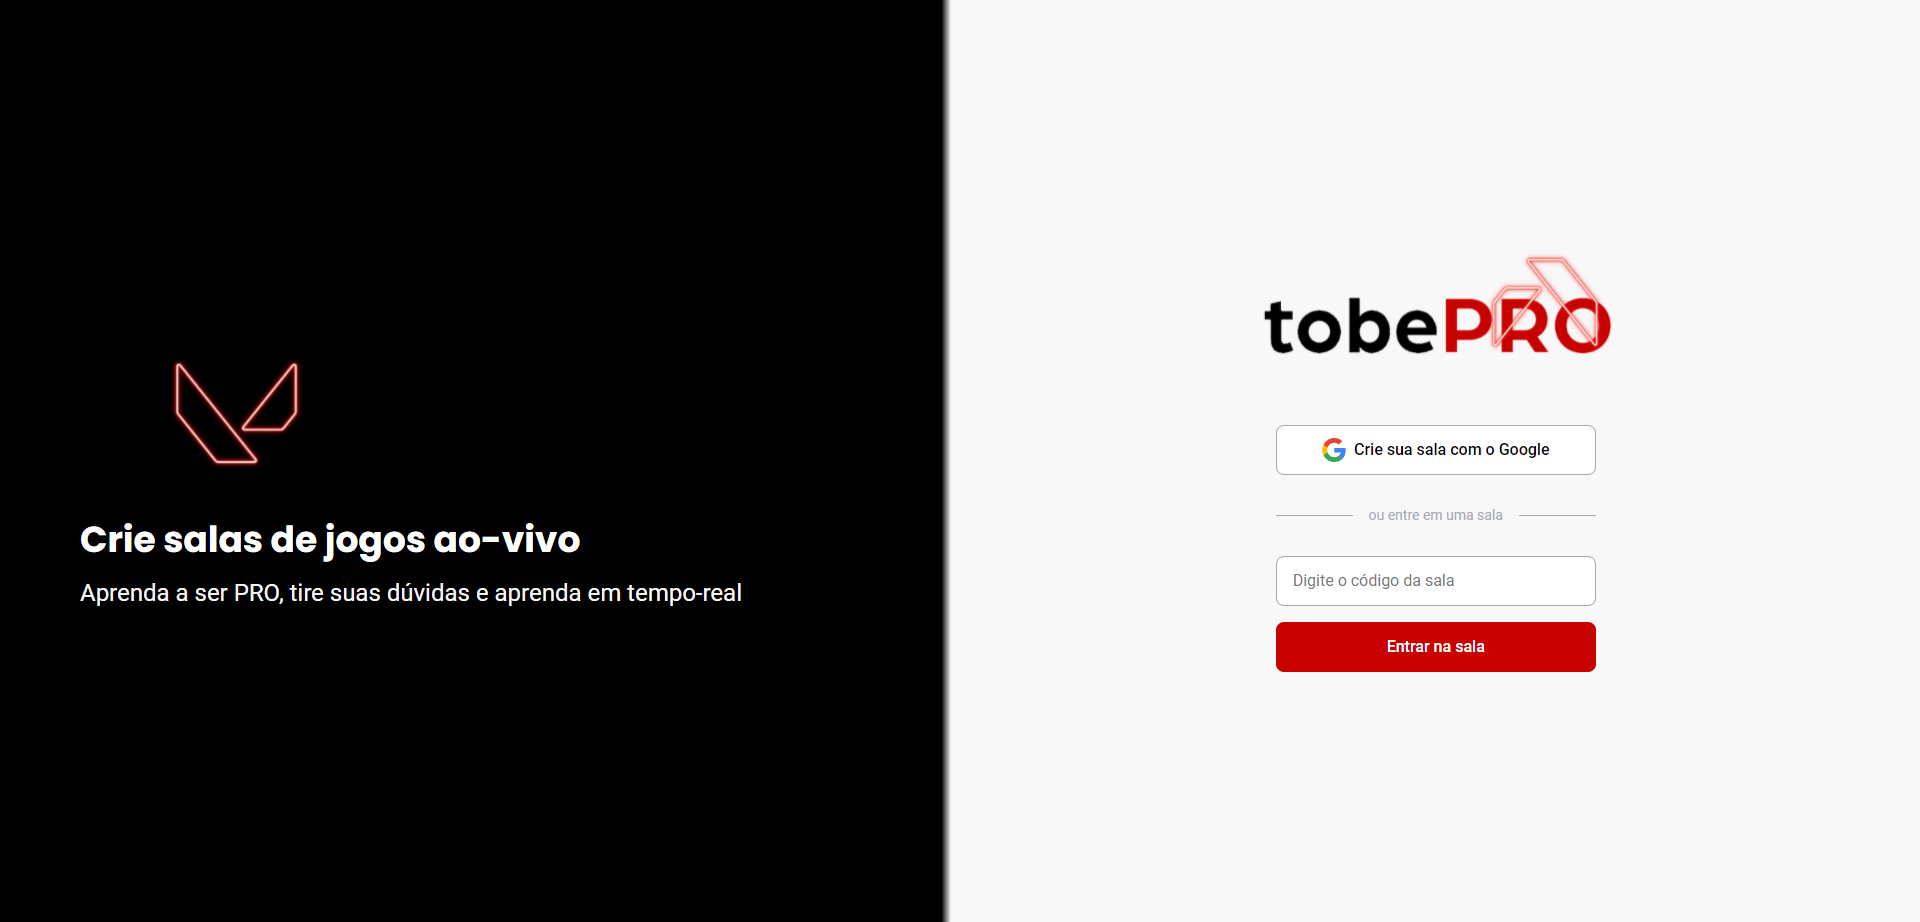 Crie salas de jogos ao-vivo
Aprenda a ser PRO, tire suas dúvidas e aprenda em tempo-real
tobePRO
Crie sua sala com o Google
ou entre em uma sala
Digite o código da sala
Entrar na sala